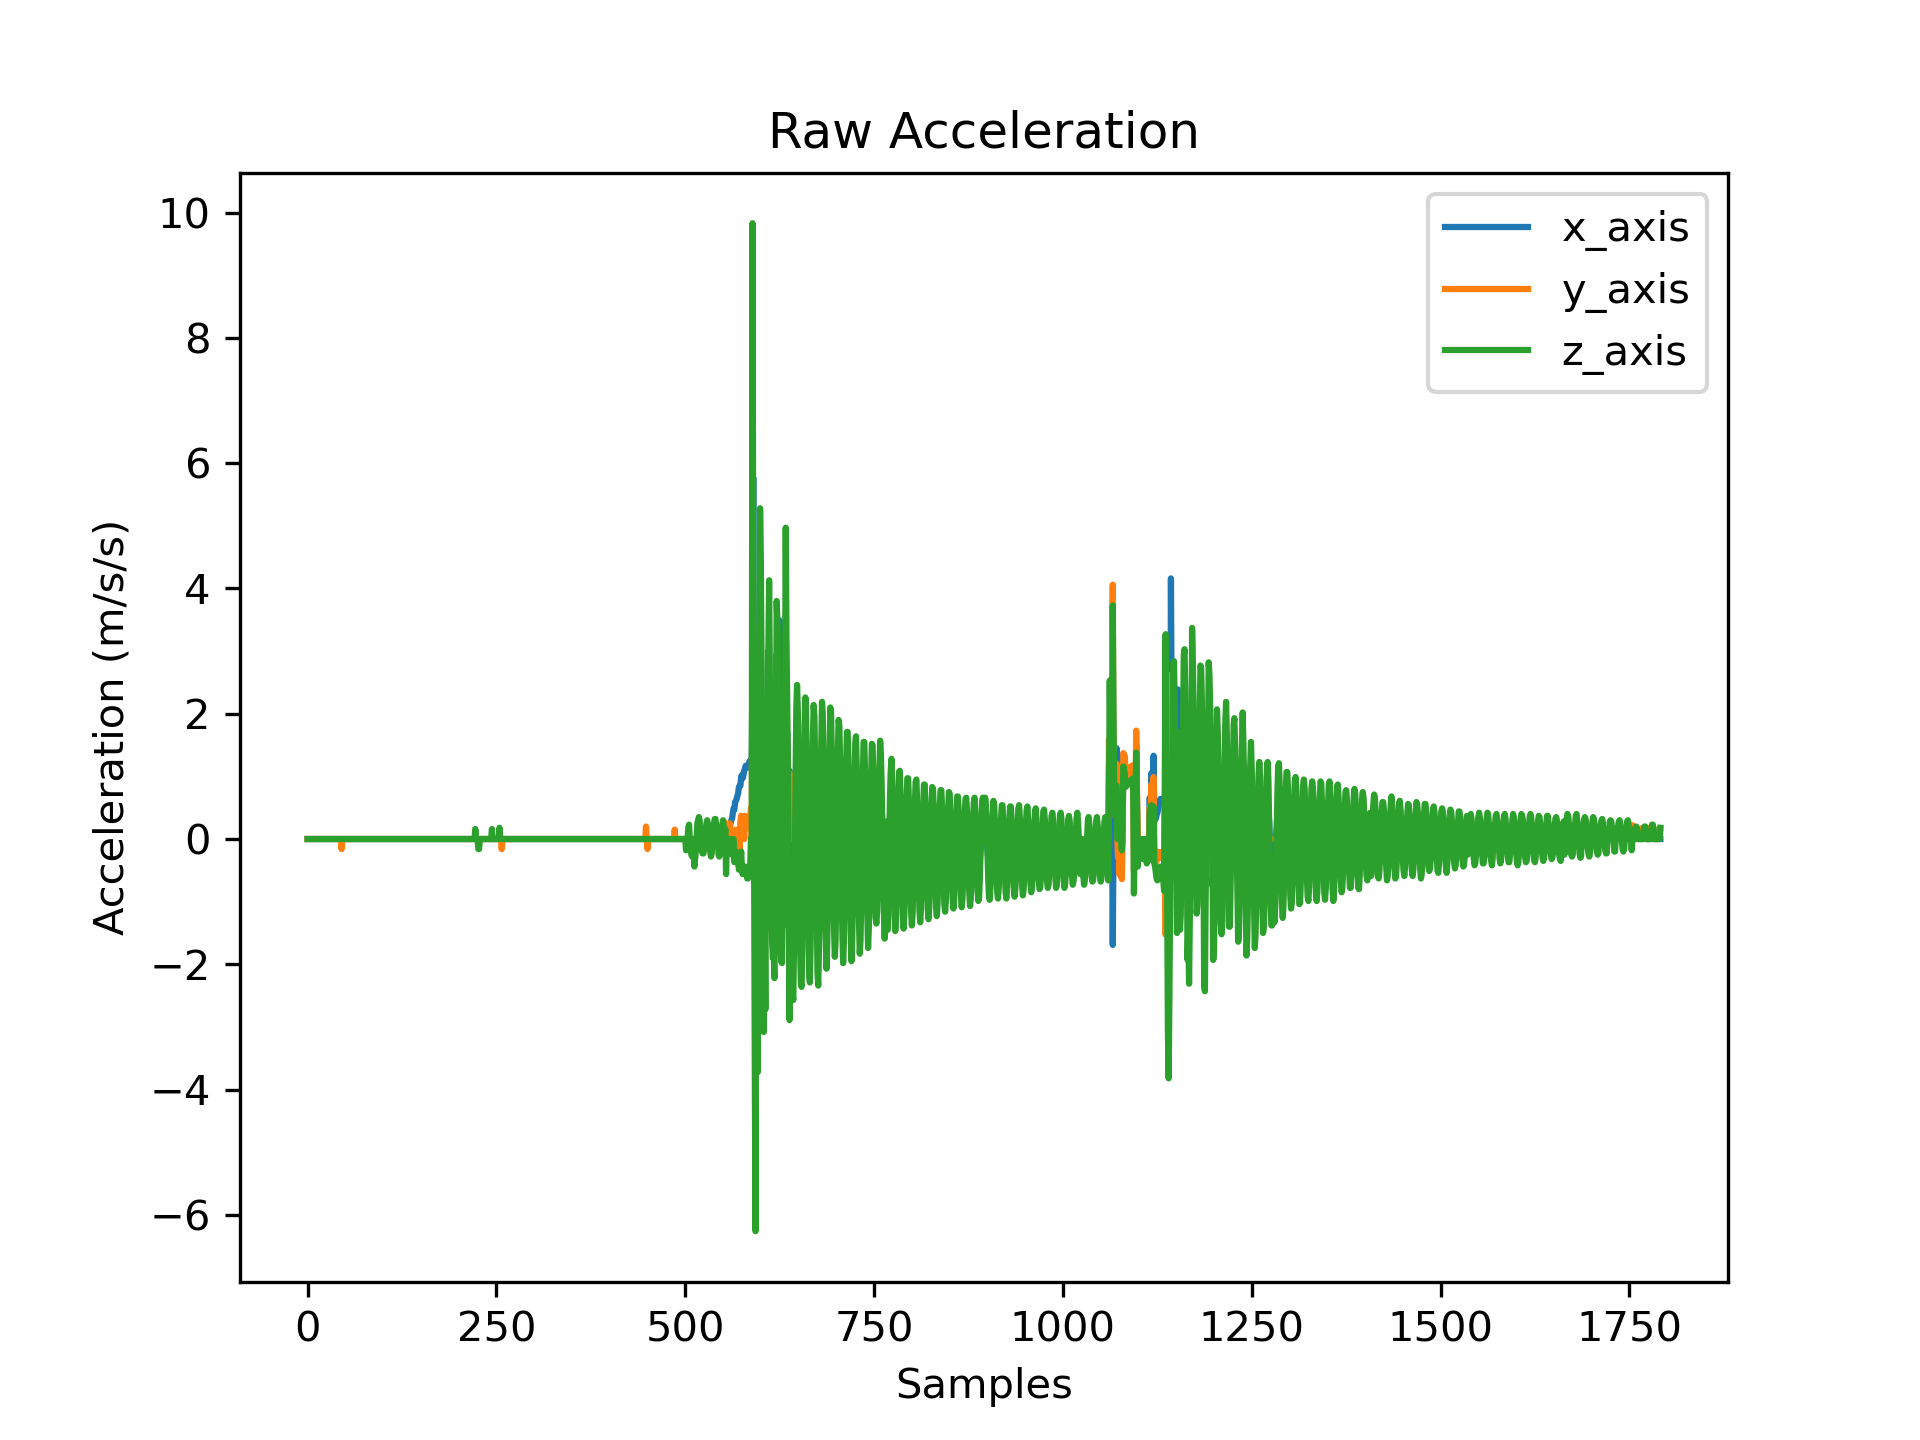 Raw Acceleration
x_axis
y_axis
z_axis
10
8
6
4
2
0
−2
−4
−6
Acceleration (m/s/s)
0 250 500 750 1000 1250 1500 1750
Samples